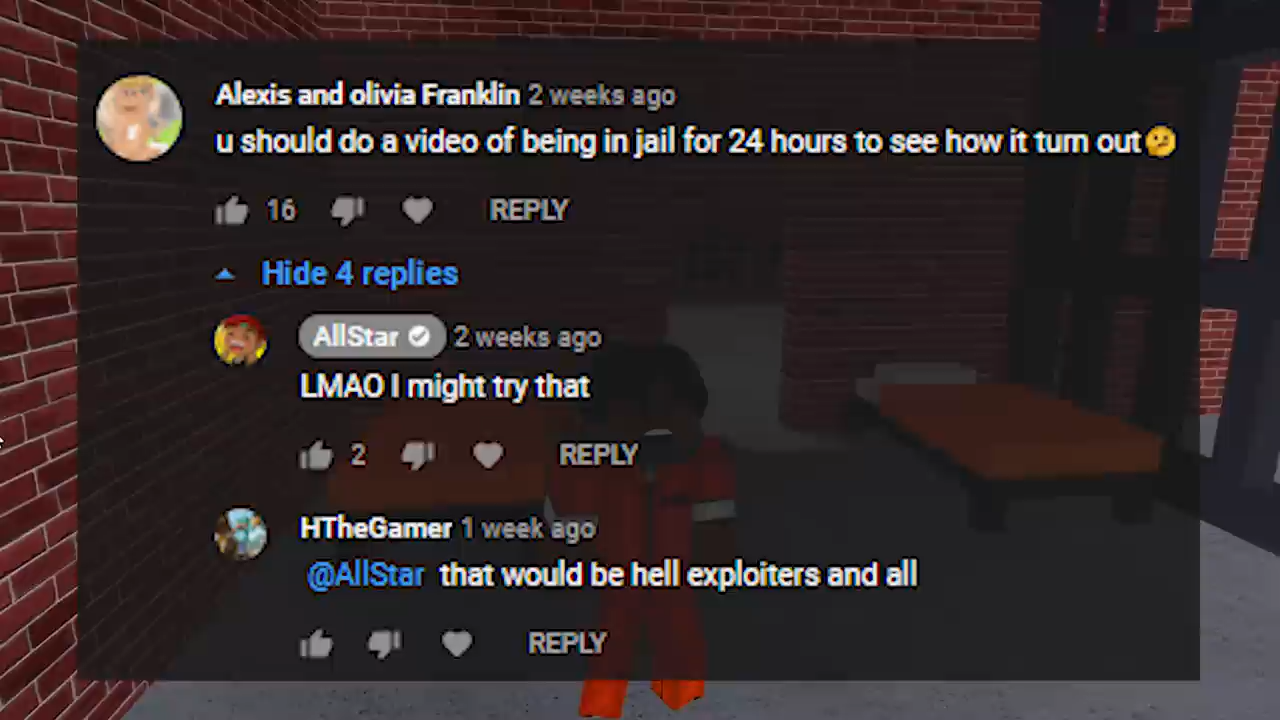 Alexis and olivia Franklin 2 weeks ago
u should do a video of being in jail for 24 hours to see how it turn out🤔
16 REPLY
Hide 4 replies
AllStar 2 weeks ago
LMAO I might try that
2 REPLY
HTheGamer 1 week ago
@AllStar that would be hell exploiters and all
REPLY